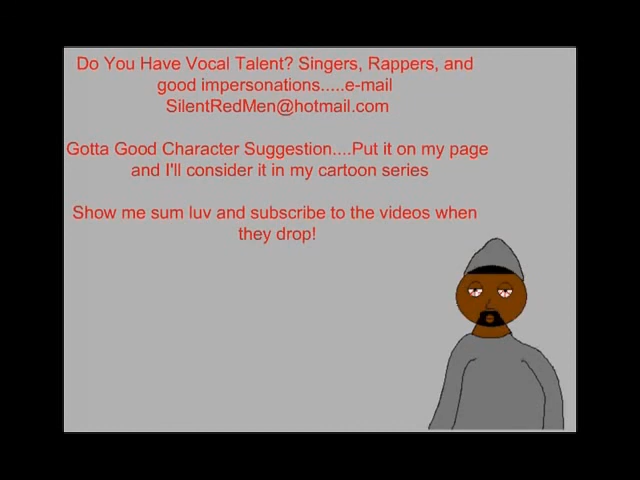 Do You Have Vocal Talent? Singers, Rappers, and
good impersonations.....e-mail
SilentRedMen@hotmail.com
Gotta Good Character Suggestion....Put it on my page
and I'll consider it in my cartoon series
Show me sum luv and subscribe to the videos when
they drop!